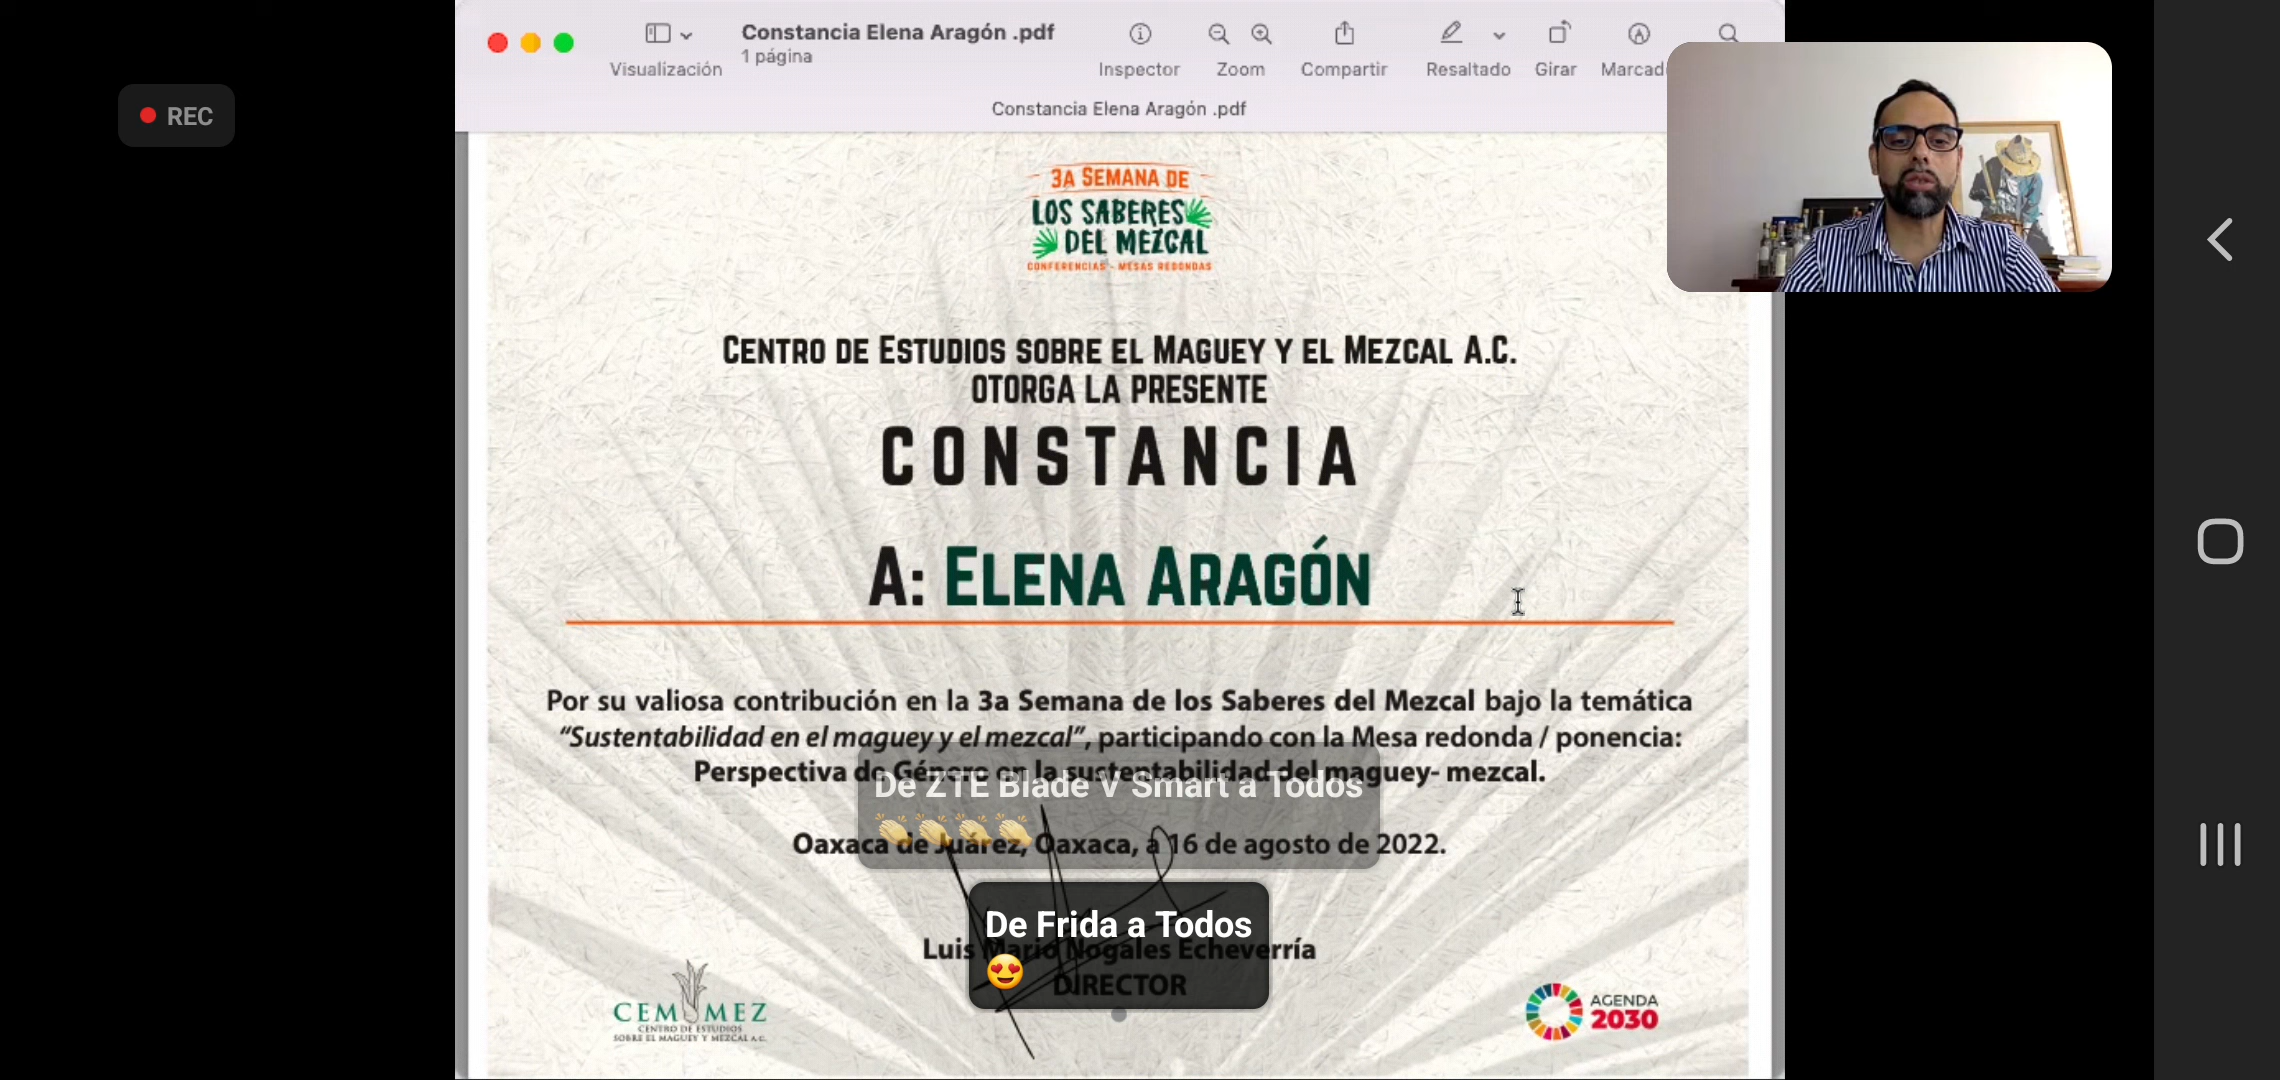 REC
Constancia Elena Aragón .pdf
1 página
Visualización
Inspector
Zoom
Compartir
Resaltado
Girar
Marcad
Constancia Elena Aragón .pdf
3A SEMANA DE
LOS SABERES
DEL MEZCAL
CONFERENCIAS - MESAS REDONDAS
CENTRO DE ESTUDIOS SOBRE EL MAGUEY Y EL MEZCAL A.C.
OTORGA LA PRESENTE
CONSTANCIA
A: ELENA ARAGÓN
Por su valiosa contribución en la 3a Semana de los Saberes del Mezcal bajo la temática
“Sustentabilidad en el maguey y el mezcal”, participando con la Mesa redonda / ponencia:
Perspectiva de Género en la sustentabilidad del maguey- mezcal.
De ZTE Blade V Smart a Todos
👏👏👏👏
Oaxaca de Juárez, Oaxaca, a 16 de agosto de 2022.
De Frida a Todos
😍
Luis Mario Nogales Echeverría
DIRECTOR
CEMMEZ
CENTRO DE ESTUDIOS
SOBRE EL MAGUEY Y MEZCAL A.C.
AGENDA
2030